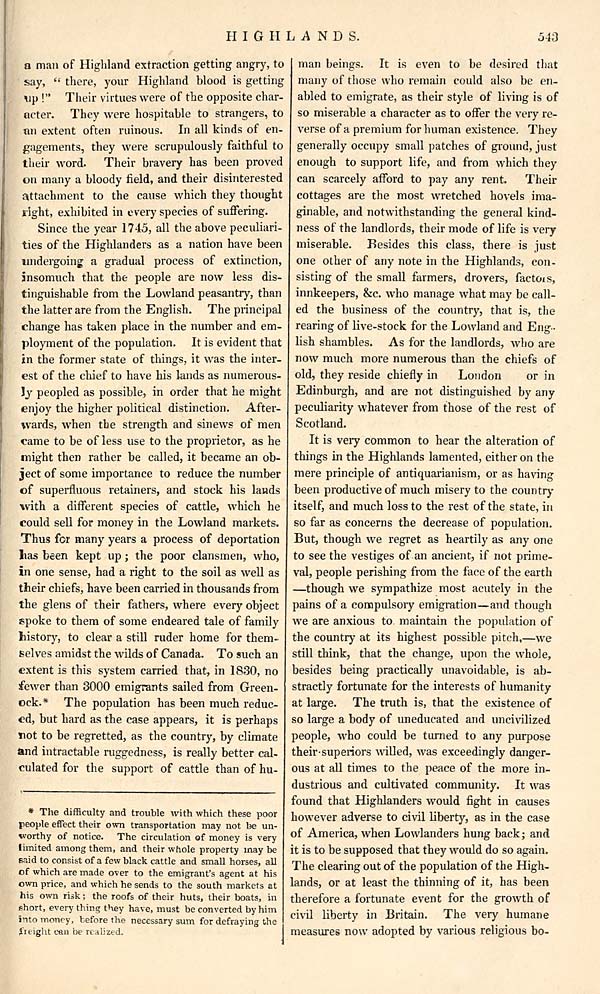 HIGHLANDS.
543
a man of Highland extraction getting angry, to
say, " there, your Highland blood is getting
up !" Their virtues were of the opposite char-
acter. They were hospitable to strangers, to
an extent often ruinous. In all kinds of en-
gagements, they were scrupulously faithful to
their word. Their bravery has been proved
on many a bloody field, and their disinterested
attachment to the cause which they thought
right, exhibited in every species of suffering.
Since the year 1745, all the above peculiari-
ties of the Highlanders as a nation have been
undergoing a gradual process of extinction,
insomuch that the people are now less dis-
tinguishable from the Lowland peasantry, than
the latter are from the English. The principal
change has taken place in the number and em-
ployment of the population. It is evident that
in the former state of things, it was the inter-
est of the chief to have his lands as numerous-
ly peopled as possible, in order that he might
enjoy the higher political distinction. After-
wards, when the strength and sinews of men
came to be of less use to the proprietor, as he
might then rather be called, it became an ob-
ject of some importance to reduce the number
of superfluous retainers, and stock his lands
with a different species of cattle, which he
could sell for money in the Lowland markets.
Thus for many years a process of deportation
has been kept up ; the poor clansmen, who,
in one sense, had a right to the soil as well as
their chiefs, have been carried in thousands from
the glens of their fathers, where every object
spoke to them of some endeared tale of family
history, to clear a still ruder home for them-
selves amidst the wilds of Canada. To such an
extent is this system carried that, in 1830, no
fewer than 3000 emigrants sailed from Green-
ock.* The population has been much reduc-
ed, but hard as the case appears, it is perhaps
not to be regretted, as the country, by climate
and intractable ruggedness, is really better cal-
culated for the support of cattle than of hu-
* The difficulty and trouble with which these poor
people effect their own transportation may not be un-
worthy of notice. The circulation of money is very
limited among them, and their whole property may be
said to consist of a few black cattle and small horses, all
of which are made over to the emigrant's agent at his
own price, and which he sends to the south markets at
his own risk ; the roofs of their huts, their boats, in
short, every thing they have, must be converted by him
into money, before the necessary sum for defraying the
freight can be realized.
man beings. It is even to be desired that
many of those who remain could also be en-
abled to emigrate, as their style of living is of
so miserable a character as to offer the very re-
verse of a premium for human existence. They
generally occupy small patches of ground, just
enough to support life, and from which they
can scarcely afford to pay any rent. Their
cottages are the most wretched hovels ima-
ginable, and notwithstanding the general kind-
ness of the landlords, their mode of life is very
miserable. Besides this class, there is just
one other of any note in the Highlands, con-
sisting of the small farmers, drovers, factors,
innkeepers, &c. who manage what may be call-
ed the business of the country, that is, the
rearing of live-stock for the Lowland and Eng-
lish shambles. As for the landlords, who are
now much more numerous than the chiefs of
old, they reside chiefly in London or in
Edinburgh, and are not distinguished by any
peculiarity whatever from those of the rest of
Scotland.
It is very common to hear the alteration of
things in the Highlands lamented, either on the
mere principle of antiquarianism, or as having
been productive of much misery to the country
itself, and much loss to the rest of the state, in
so far as concerns the decrease of population.
But, though we regret as heartily as any one
to see the vestiges of an ancient, if not prime-
val, people perishing from the face of the earth
—though we sympathize most acutely in the
pains of a compulsory emigration—and though
we are anxious to maintain the population of
the country at its highest possible pitch,—we
still think, that the change, upon the whole,
besides being practically unavoidable, is ab-
stractly fortunate for the interests of humanity
at large. The truth is, that the existence of
so large a body of uneducated and uncivilized
people, who could be turned to any purpose
their superiors willed, was exceedingly danger-
ous at all times to the peace of the more in-
dustrious and cultivated community. It was
found that Highlanders would fight in causes
however adverse to civil liberty, as in the case
of America, when Lowlanders hung back; and
it is to be supposed that they would do so again.
The clearing out of the population of the High-
lands, or at least the thinning of it, has been
therefore a fortunate event for the growth of
civil liberty in Britain. The very humane
measures now adopted by various religious bo-